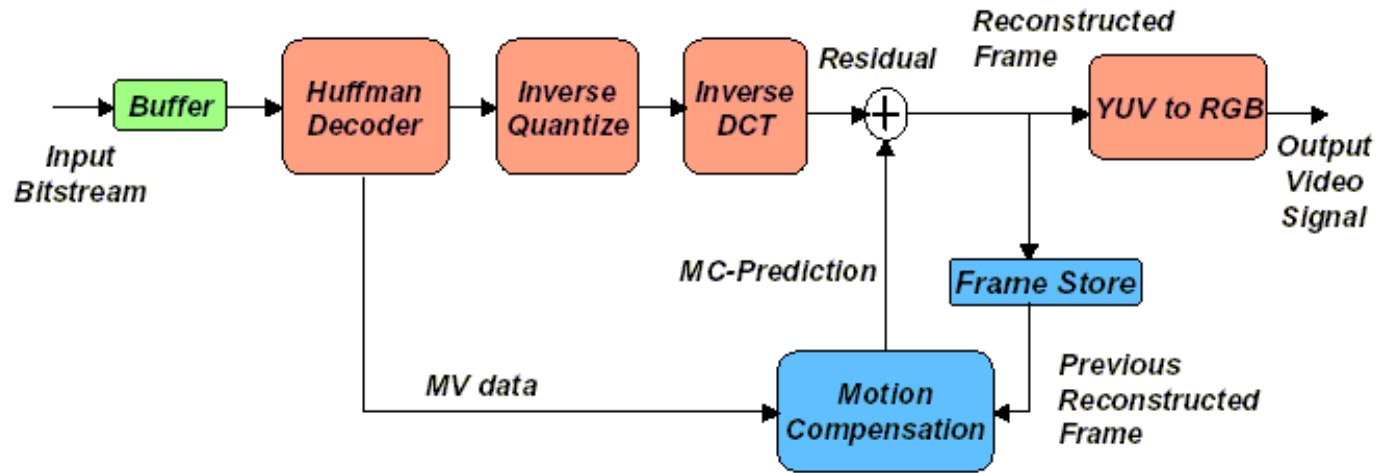 Buffer
Input
Bitstream
Huffman
Decoder
Inverse
Quantize
Inverse
DCT
Residual
+
Reconstructed
Frame
YUV to RGB
Output
Video
Signal
MC-Prediction
Frame Store
MV data
Motion
Compensation
Previous
Reconstructed
Frame